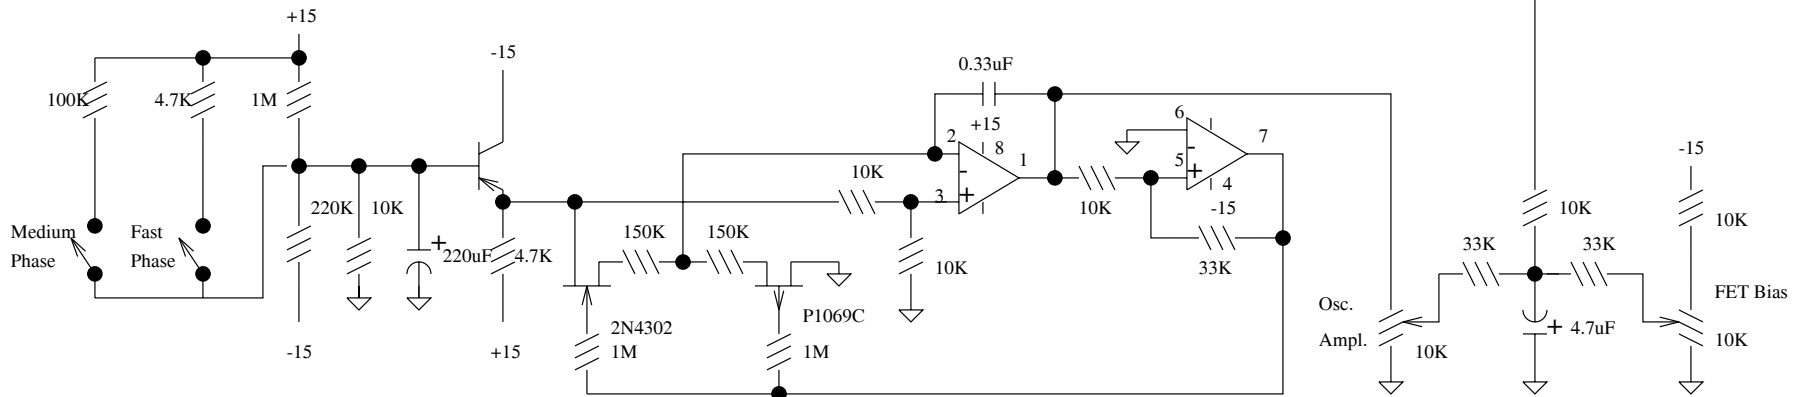 +15
-15
0.33uF
100K
4.7K
1M
+15
2
8
1
6
7
5
4
-
+
-
+
3
-15
-15
10K
10K
220K
10K
Medium
Phase
Fast
Phase
+
220uF
4.7K
150K
150K
10K
33K
10K
10K
33K
33K
FET Bias
Osc.
Ampl.
10K
+
4.7uF
10K
P1069C
2N4302
1M
1M
-15
+15